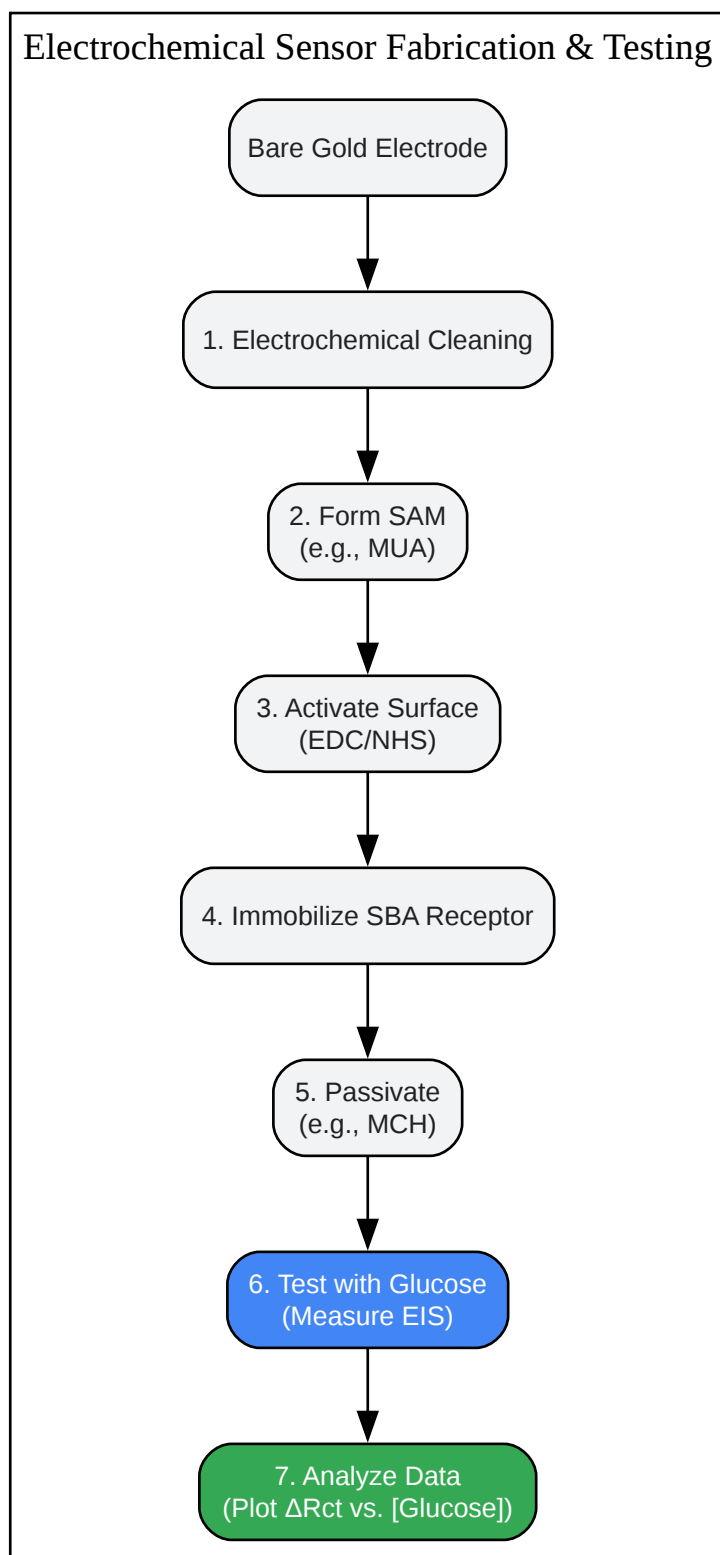 Electrochemical Sensor Fabrication & Testing
Bare Gold Electrode
1. Electrochemical Cleaning
2. Form SAM
(e.g., MUA)
3. Activate Surface
(EDC/NHS)
4. Immobilize SBA Receptor
5. Passivate
(e.g., MCH)
6. Test with Glucose
(Measure EIS)
7. Analyze Data
(Plot ΔRct vs. [Glucose])